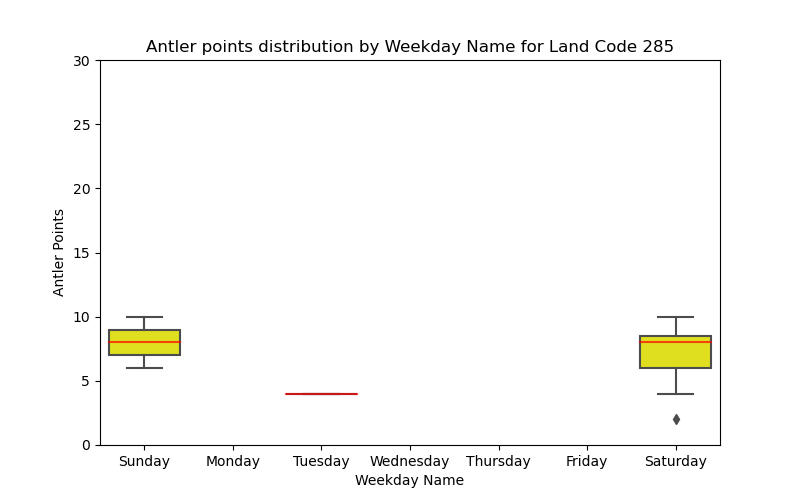 Antler points distribution by Weekday Name for Land Code 285
30
25
20
15
10
5
0
Antler Points
Sunday Monday Tuesday Wednesday Thursday Friday Saturday
Weekday Name